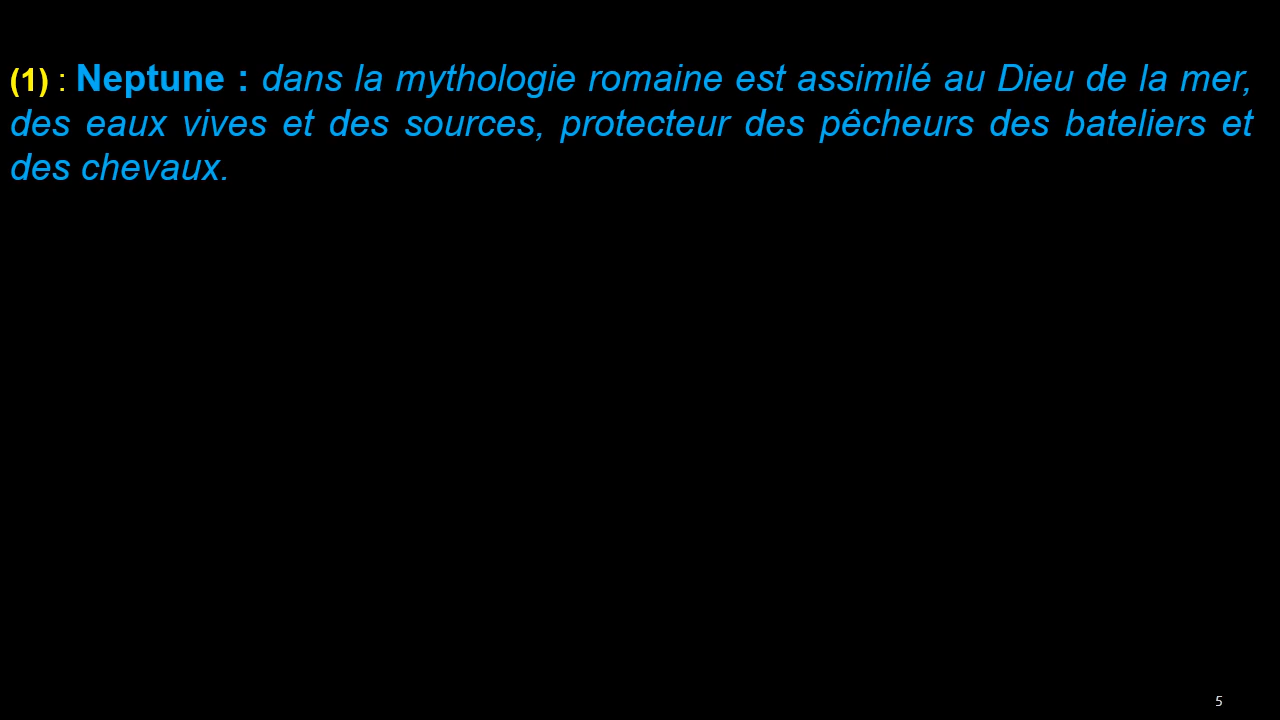 (1) : Neptune : dans la mythologie romaine est assimilé au Dieu de la mer,
des eaux vives et des sources, protecteur des pêcheurs des bateliers et
des chevaux.
5